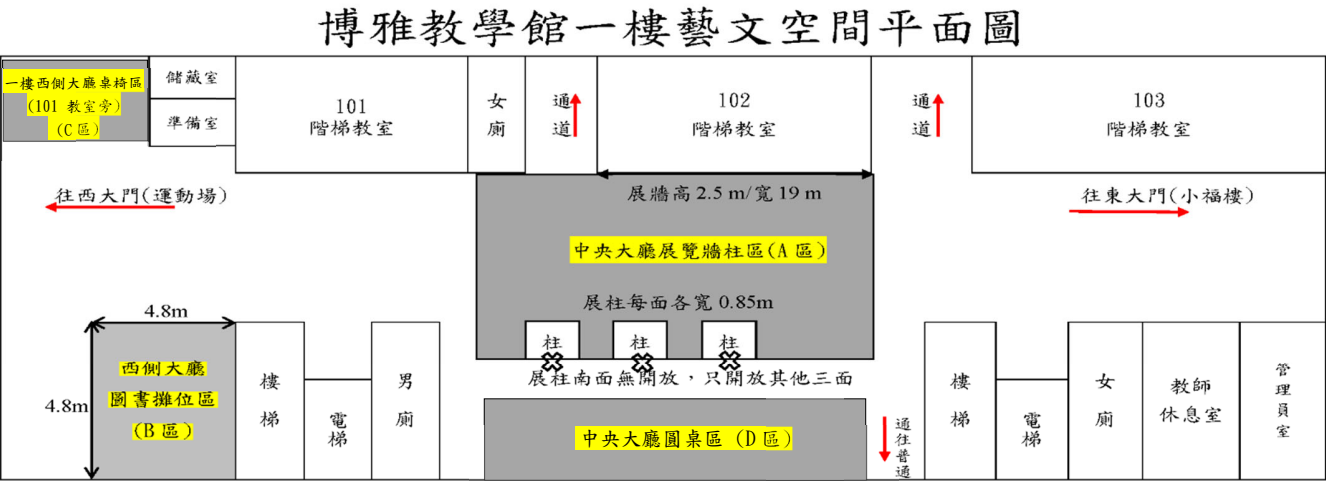 博雅教學館一樓藝文空間平面圖
一樓西側大廳桌椅區
(101 教室旁)
(C區)
儲藏室
準備室
101
階梯教室
女廁
通道
102
階梯教室
通道
103
階梯教室
往西大門(運動場)
展牆高 2.5 m/寬 19 m
往東大門(小福樓)
中央大廳展覽牆柱區(A 區)
展柱每面各寬 0.85m
柱
柱
柱
展柱南面無開放，只開放其他三面
4.8m
4.8m
西側大廳
圖書攤位區
(B 區)
樓梯
電梯
男廁
中央大廳圓桌區 (D 區)
通往普通
樓梯
電梯
女廁
教師
休息室
管理員室